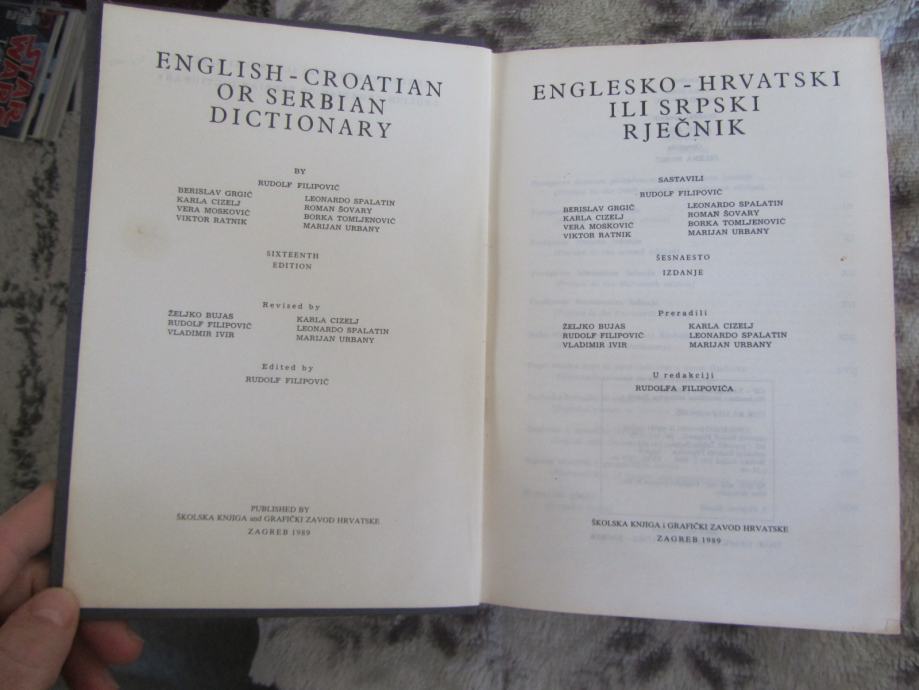 STAR
WARS
ENGLISH - CROATIAN
OR SERBIAN
DICTIONARY
BY
RUDOLF FILIPOVIĆ
BERISLAV GRGIĆ LEONARDO SPALATIN
KARLA CIZELJ ROMAN ŠOVARY
VERA MOSKOVIĆ BORKA TOMLJENOVIĆ
VIKTOR RATNIK MARIJAN URBANY
SIXTEENTH
EDITION
Revised by
ŽELJKO BUJAS KARLA CIZELJ
RUDOLF FILIPOVIĆ LEONARDO SPALATIN
VLADIMIR IVIR MARIJAN URBANY
Edited by
RUDOLF FILIPOVIĆ
PUBLISHED BY
ŠKOLSKA KNJIGA and GRAFIČKI ZAVOD HRVATSKE
ZAGREB 1989
ENGLESKO - HRVATSKI
ILI SRPSKI
RJEČNIK
SASTAVILI
RUDOLF FILIPOVIĆ
BERISLAV GRGIĆ LEONARDO SPALATIN
KARLA CIZELJ ROMAN ŠOVARY
VERA MOSKOVIĆ BORKA TOMLJENOVIĆ
VIKTOR RATNIK MARIJAN URBANY
ŠESNAESTO
IZDANJE
Preradili
ŽELJKO BUJAS KARLA CIZELJ
RUDOLF FILIPOVIĆ LEONARDO SPALATIN
VLADIMIR IVIR MARIJAN URBANY
U redakciji
RUDOLFA FILIPOVIĆA
ŠKOLSKA KNJIGA i GRAFIČKI ZAVOD HRVATSKE
ZAGREB 1989